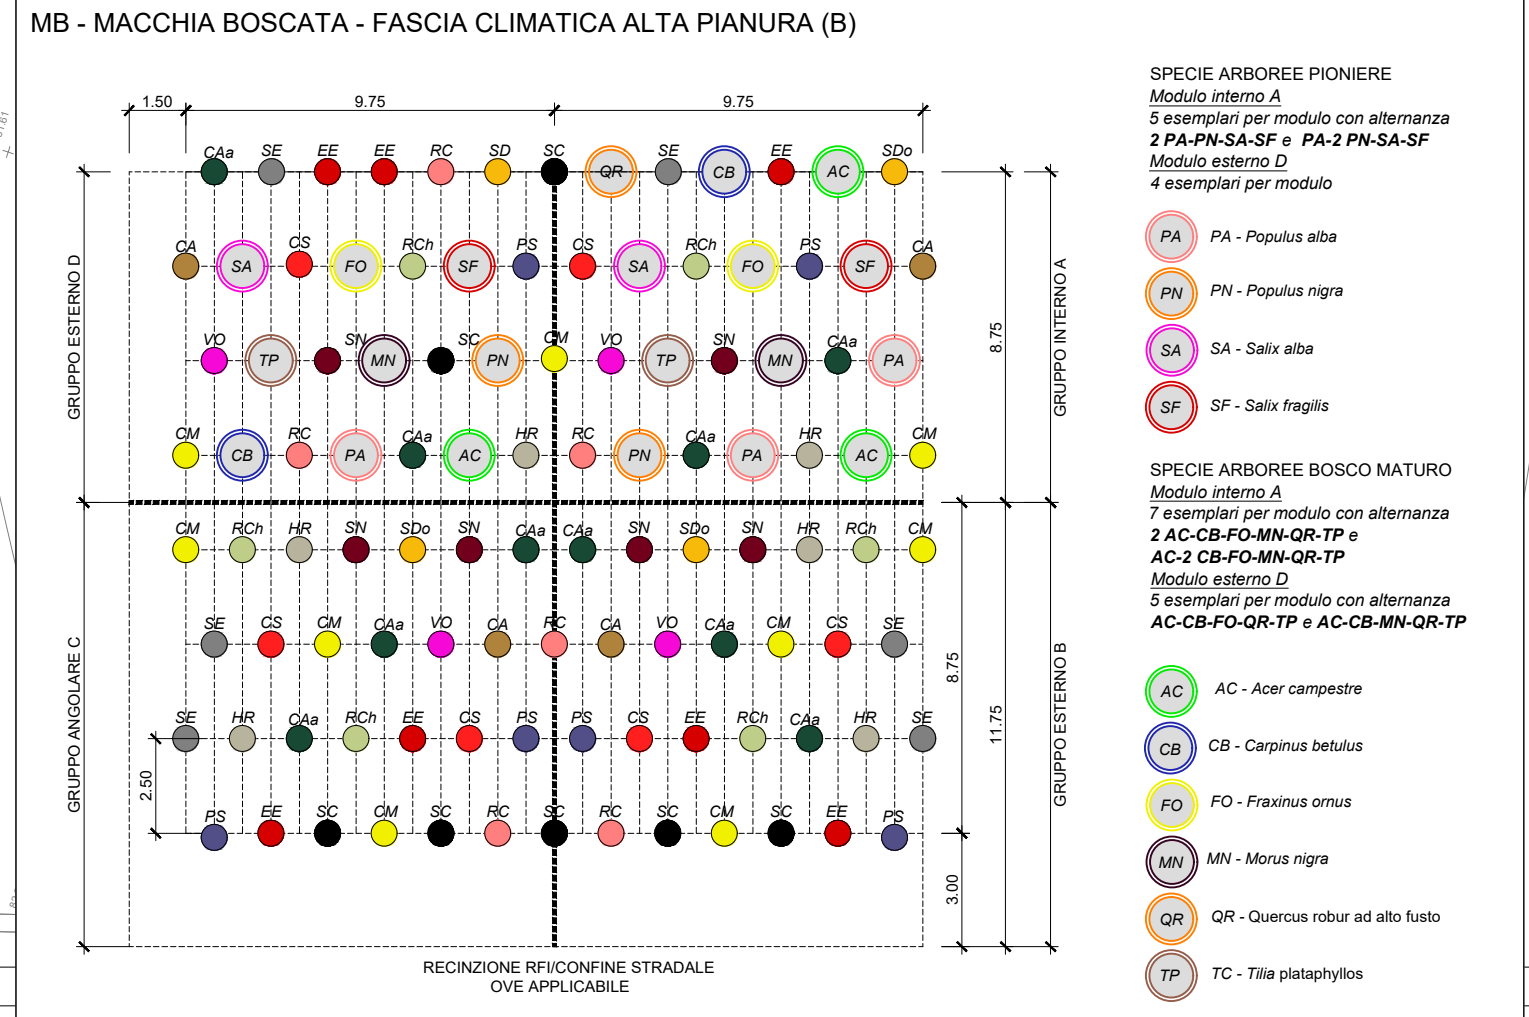 MB - MACCHIA BOSCATA - FASCIA CLIMATICA ALTA PIANURA (B)
1.50 9.75 9.75
CAa SE EE EE RC SD SC QR SE CB EE AC SDo
CA SA CS FO RCh SF PS CS SA RCh FO PS SF CA
VO TP SN MN SC PN CM VO TP SN MN CAa PA
CM CB RC PA CAa AC HR RC PN CAa PA HR AC CM
CM RCh HR SN SDo SN CAa CAa SN SDo SN HR RCh CM
SE CS CM CAa VO CA RC CA VO CAa CM CS SE
SE HR CAa RCh EE CS PS PS CS EE RCh CAa HR SE
PS EE SC CM SC RC SC RC SC CM SC EE PS
GRUPPO ESTERNO D
GRUPPO ANGOLARE C
2.50
8.75
GRUPPO INTERNO A
8.75
11.75
GRUPPO ESTERNO B
3.00
RECINZIONE RFI/CONFINE STRADALE
OVE APPLICABILE
SPECIE ARBOREE PIONIERE
Modulo interno A
5 esemplari per modulo con alternanza
2 PA-PN-SA-SF e PA-2 PN-SA-SF
Modulo esterno D
4 esemplari per modulo
PA PA - Populus alba
PN PN - Populus nigra
SA SA - Salix alba
SF SF - Salix fragilis
SPECIE ARBOREE BOSCO MATURO
Modulo interno A
7 esemplari per modulo con alternanza
2 AC-CB-FO-MN-QR-TP e
AC-2 CB-FO-MN-QR-TP
Modulo esterno D
5 esemplari per modulo con alternanza
AC-CB-FO-QR-TP e AC-CB-MN-QR-TP
AC AC - Acer campestre
CB CB - Carpinus betulus
FO FO - Fraxinus ornus
MN MN - Morus nigra
QR QR - Quercus robur ad alto fusto
TP TC - Tilia plataphyllos